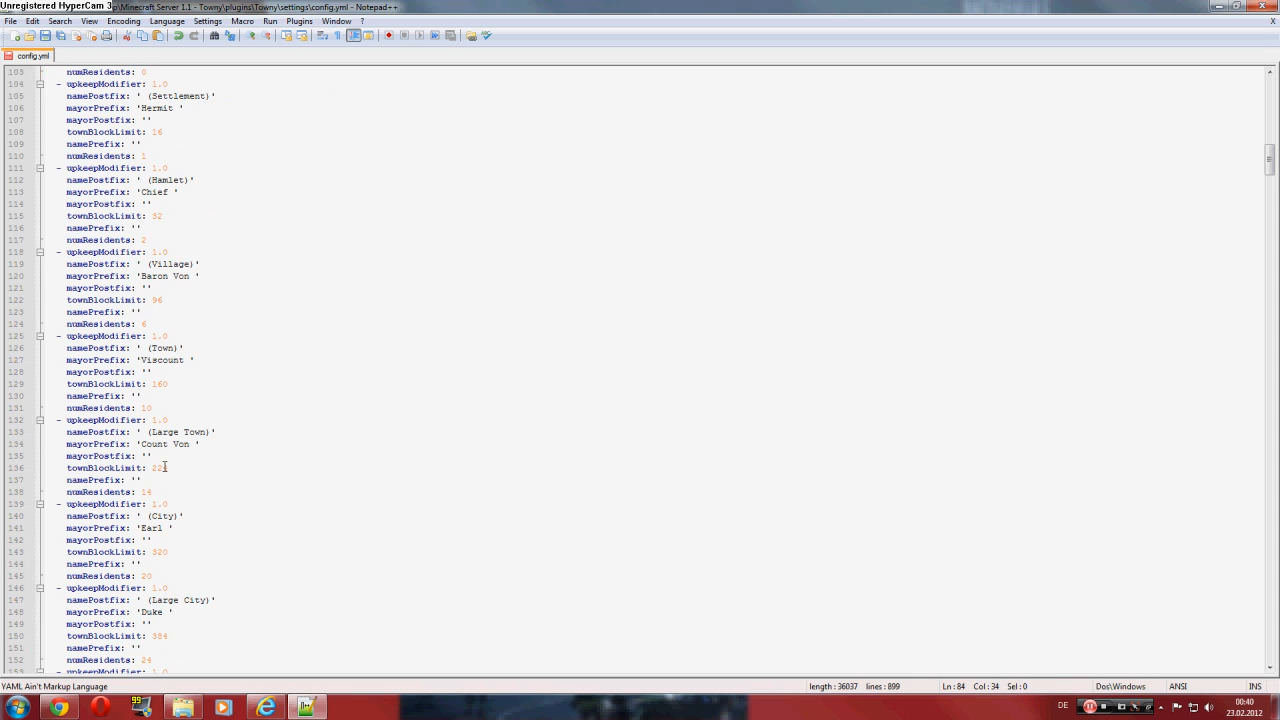 Unregistered HyperCam 3
p\Minecraft Server 1.1 - Towny\plugins\Towny\settings\config.yml - Notepad++
File Edit Search View Encoding Language Settings Macro Run Plugins Window ?
X
config.yml
103 numResidents: 0
104 - upkeepModifier: 1.0
105 namePostfix: ' (Settlement)'
106 mayorPrefix: 'Hermit '
107 mayorPostfix: ''
108 townBlockLimit: 16
109 namePrefix: ''
110 numResidents: 1
111 - upkeepModifier: 1.0
112 namePostfix: ' (Hamlet)'
113 mayorPrefix: 'Chief '
114 mayorPostfix: ''
115 townBlockLimit: 32
116 namePrefix: ''
117 numResidents: 2
118 - upkeepModifier: 1.0
119 namePostfix: ' (Village)'
120 mayorPrefix: 'Baron Von '
121 mayorPostfix: ''
122 townBlockLimit: 96
123 namePrefix: ''
124 numResidents: 6
125 - upkeepModifier: 1.0
126 namePostfix: ' (Town)'
127 mayorPrefix: 'Viscount '
128 mayorPostfix: ''
129 townBlockLimit: 160
130 namePrefix: ''
131 numResidents: 10
132 - upkeepModifier: 1.0
133 namePostfix: ' (Large Town)'
134 mayorPrefix: 'Count Von '
135 mayorPostfix: ''
136 townBlockLimit:
137 namePrefix: ''
138 numResidents: 14
139 - upkeepModifier: 1.0
140 namePostfix: ' (City)'
141 mayorPrefix: 'Earl '
142 mayorPostfix: ''
143 townBlockLimit: 320
144 namePrefix: ''
145 numResidents: 20
146 - upkeepModifier: 1.0
147 namePostfix: ' (Large City)'
148 mayorPrefix: 'Duke '
149 mayorPostfix: ''
150 townBlockLimit: 384
151 namePrefix: ''
152 numResidents: 24
153 - upkeepModifier: 1.0
YAML Ain't Markup Language length : 36037 lines : 899 Ln : 84 Col : 34 Sel : 0 Dos\Windows ANSI INS
99
DE
00:40
23.02.2012